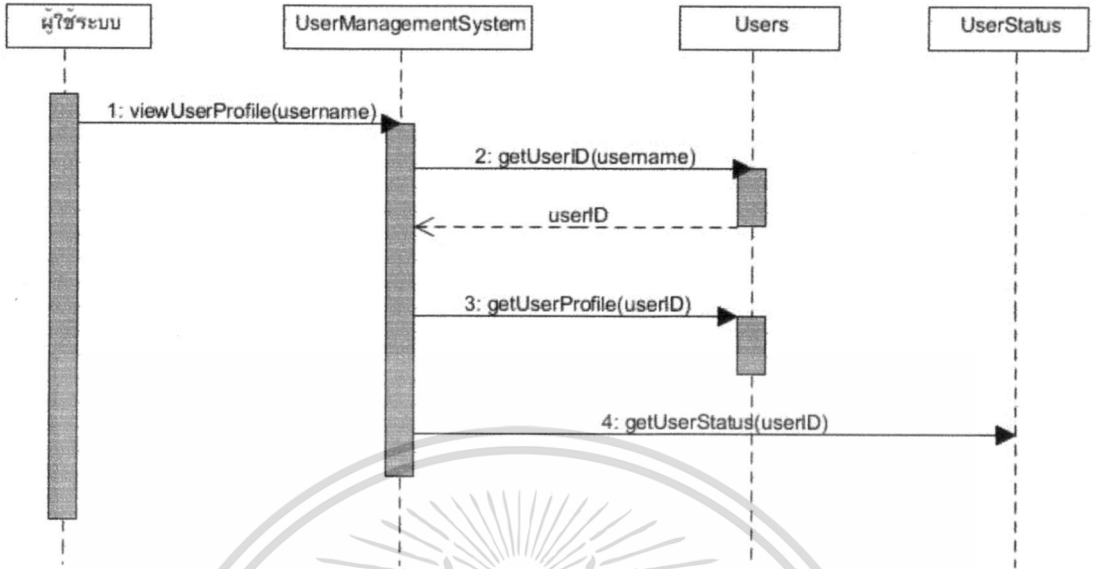 ผู้ใช้ระบบ
UserManagementSystem
Users
UserStatus
1: viewUserProfile(username)
2: getUserID(username)
userID
3: getUserProfile(userID)
4: getUserStatus(userID)